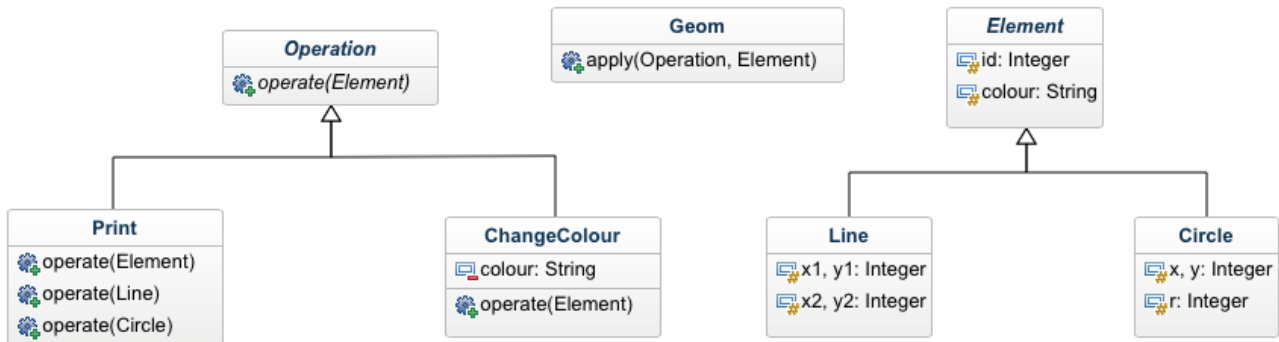 Operation
operate(Element)
Geom
apply(Operation, Element)
Element
id: Integer
colour: String
Print
operate(Element)
operate(Line)
operate(Circle)
ChangeColour
colour: String
operate(Element)
Line
x1, y1: Integer
x2, y2: Integer
Circle
x, y: Integer
r: Integer